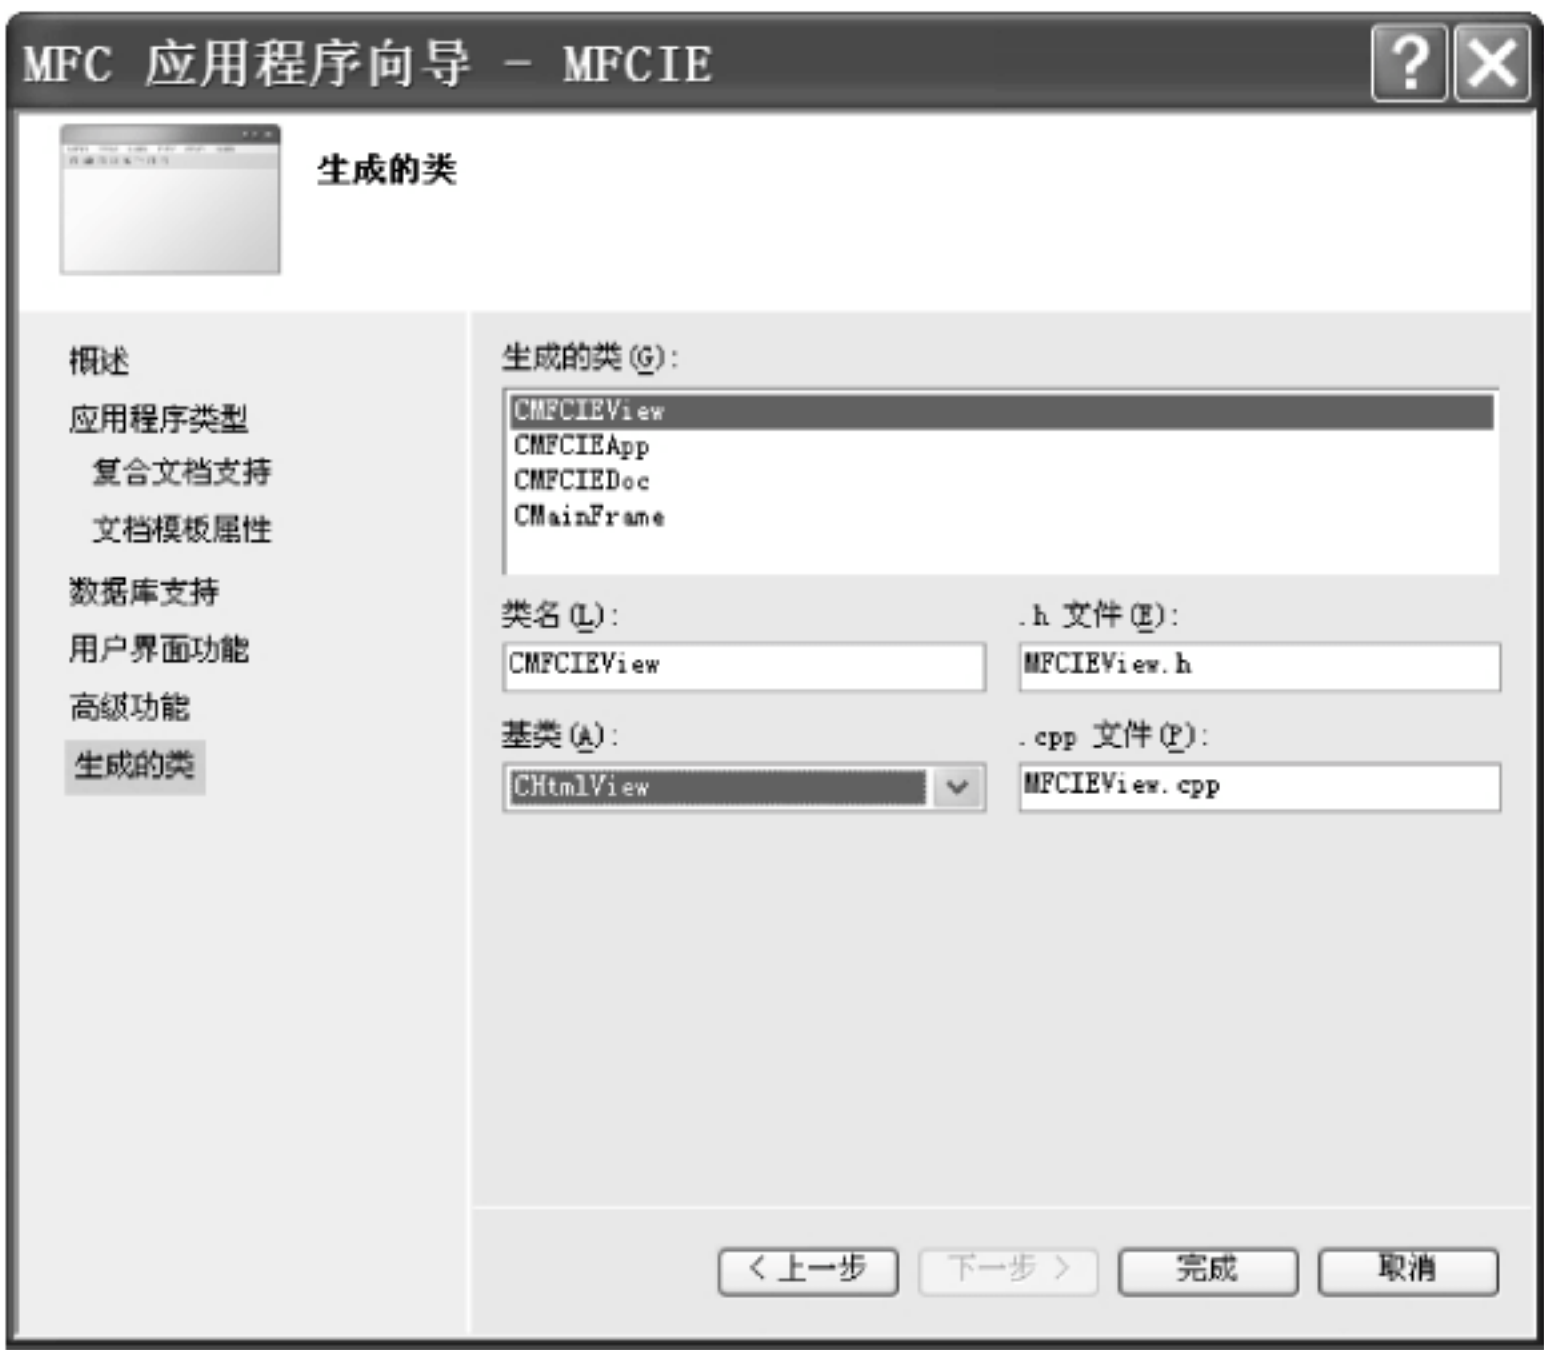 MFC 应用程序向导 - MFCIE
生成的类
概述
应用程序类型
复合文档支持
文档模板属性
数据库支持
用户界面功能
高级功能
生成的类
生成的类(G):
CMFCIEView
CMFCIEApp
CMFCIEDoc
CMainFrame
类名(L):
.h 文件(E):
CMFCIEView
MFCIEView.h
基类(A):
.cpp 文件(P):
CHtmlView
MFCIEView.cpp
< 上一步
下一步 >
完成
取消